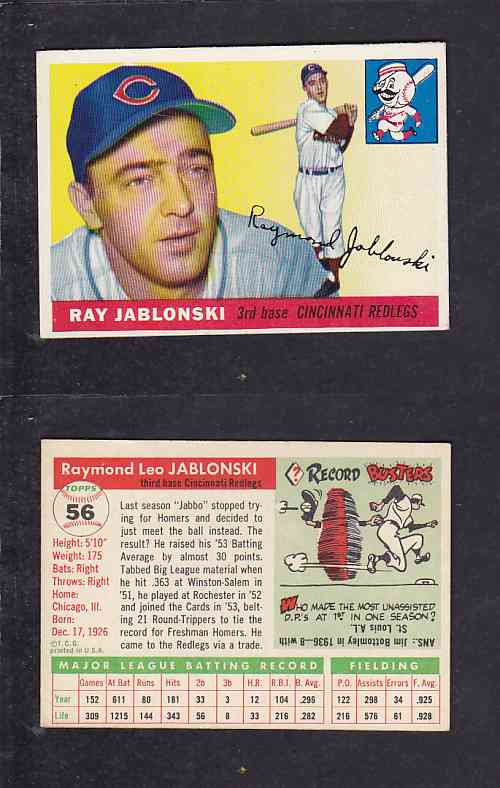 Raymond Jablonski
RAY JABLONSKI 3rd base CINCINNATI REDLEGS
Raymond Leo JABLONSKI
third base Cincinnati Redlegs
TOPPS
56
Height: 5'10"
Weight: 175
Bats: Right
Throws: Right
Home:
Chicago, Ill.
Born:
Dec. 17, 1926
©T.C.G.
printed in U.S.A.
Last season "Jabbo" stopped try-
ing for Homers and decided to
just meet the ball instead. The
result? He raised his '53 Batting
Average by almost 30 points.
Tabbed Big League material when
he hit .363 at Winston-Salem in
'51, he played at Rochester in '52
and joined the Cards in '53, belt-
ing 21 Round-Trippers to tie the
record for Freshman Homers. He
came to the Redlegs via a trade.
? RECORD BUSTERS
WHO MADE THE MOST UNASSISTED
D.P.'S AT 1ST IN ONE SEASON?
ANS.: Jim Bottomley in 1936—8 with
St. Louis A.L.
MAJOR LEAGUE BATTING RECORD FIELDING
Games At Bat Runs Hits 2b 3b H.R. R.B.I. B. Avg. P.O. Assists Errors F. Avg.
Year 152 611 80 181 33 3 12 104 .296 122 298 34 .925
Life 309 1215 144 343 56 8 33 216 .282 216 576 61 .928